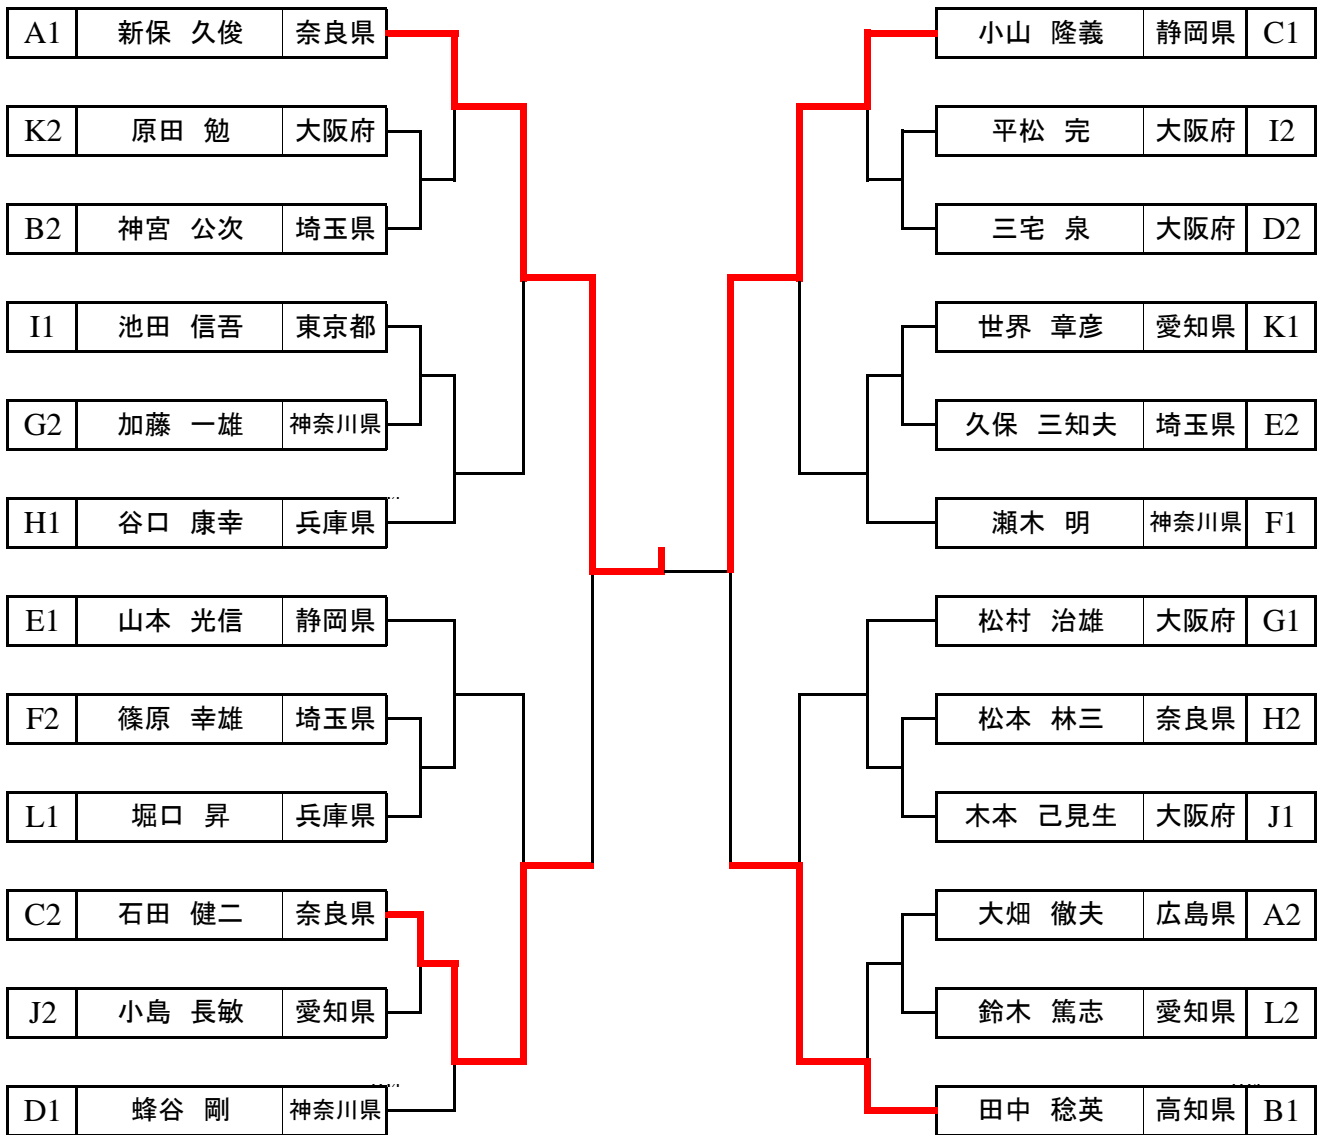 A1 新保 久俊 奈良県
K2 原田 勉 大阪府
B2 神宮 公次 埼玉県
I1 池田 信吾 東京都
G2 加藤 一雄 神奈川県
H1 谷口 康幸 兵庫県
E1 山本 光信 静岡県
F2 篠原 幸雄 埼玉県
L1 堀口 昇 兵庫県
C2 石田 健二 奈良県
J2 小島 長敏 愛知県
D1 蜂谷 剛 神奈川県
小山 隆義 静岡県 C1
平松 完 大阪府 I2
三宅 泉 大阪府 D2
世界 章彦 愛知県 K1
久保 三知夫 埼玉県 E2
瀬木 明 神奈川県 F1
松村 治雄 大阪府 G1
松本 林三 奈良県 H2
木本 己見生 大阪府 J1
大畑 徹夫 広島県 A2
鈴木 篤志 愛知県 L2
田中 稔英 高知県 B1